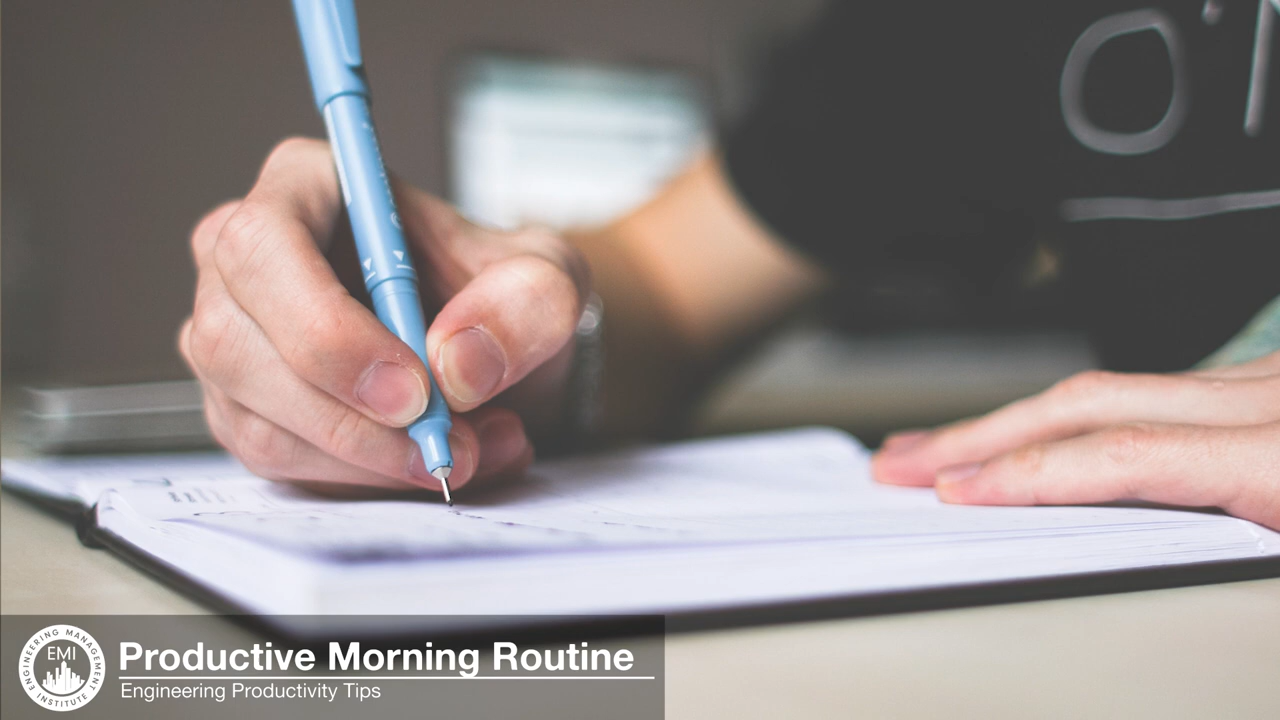 O'N
ENGINEERING MANAGEMENT
EMI
INSTITUTE
Productive Morning Routine
Engineering Productivity Tips